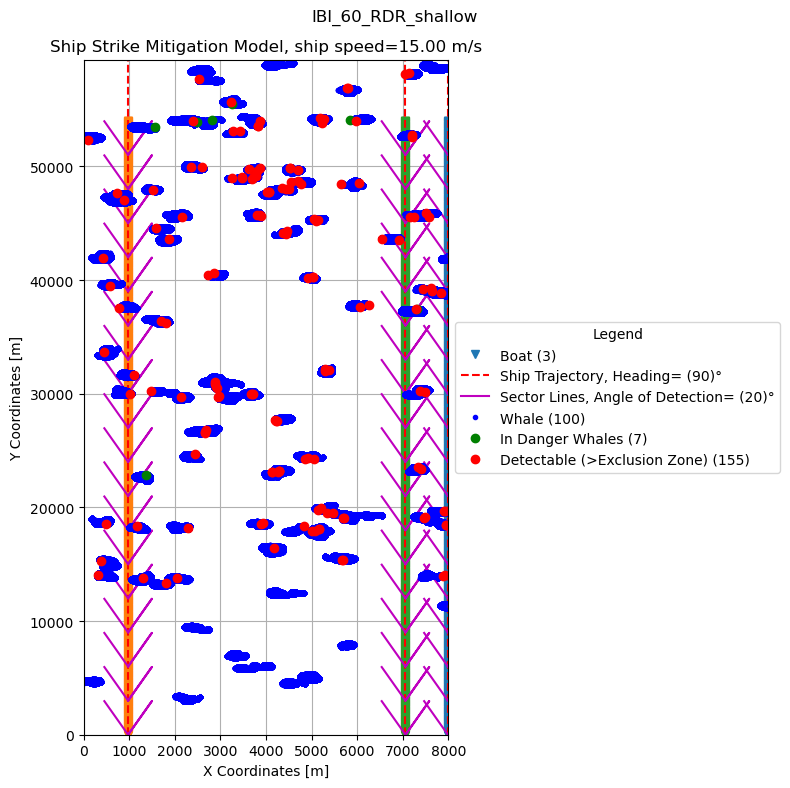 IBI_60_RDR_shallow
Ship Strike Mitigation Model, ship speed=15.00 m/s
50000
40000
30000
20000
10000
0
Y Coordinates [m]
0 1000 2000 3000 4000 5000 6000 7000 8000
X Coordinates [m]
Legend
Boat (3)
Ship Trajectory, Heading= (90)°
Sector Lines, Angle of Detection= (20)°
Whale (100)
In Danger Whales (7)
Detectable (>Exclusion Zone) (155)